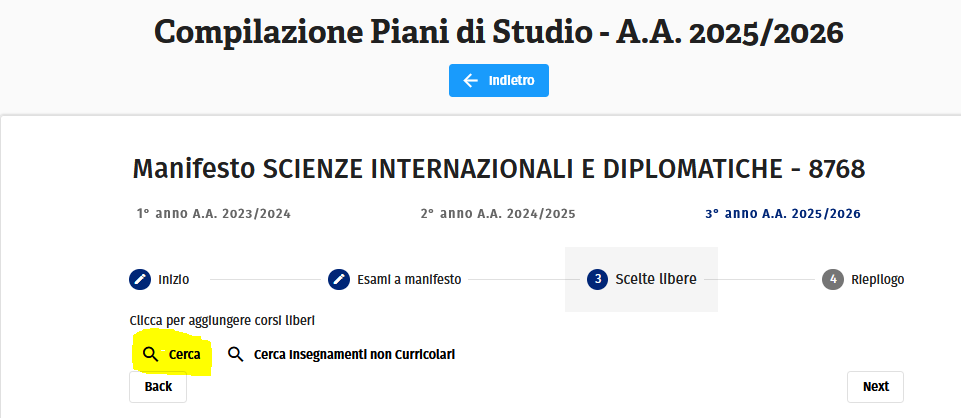 Compilazione Piani di Studio - A.A. 2025/2026
Indietro
Manifesto SCIENZE INTERNAZIONALI E DIPLOMATICHE - 8768
1° anno A.A. 2023/2024 2° anno A.A. 2024/2025 3° anno A.A. 2025/2026
Inizio Esami a manifesto 3 Scelte libere 4 Riepilogo
Clicca per aggiungere corsi liberi
Cerca Cerca Insegnamenti non Curricolari
Back Next